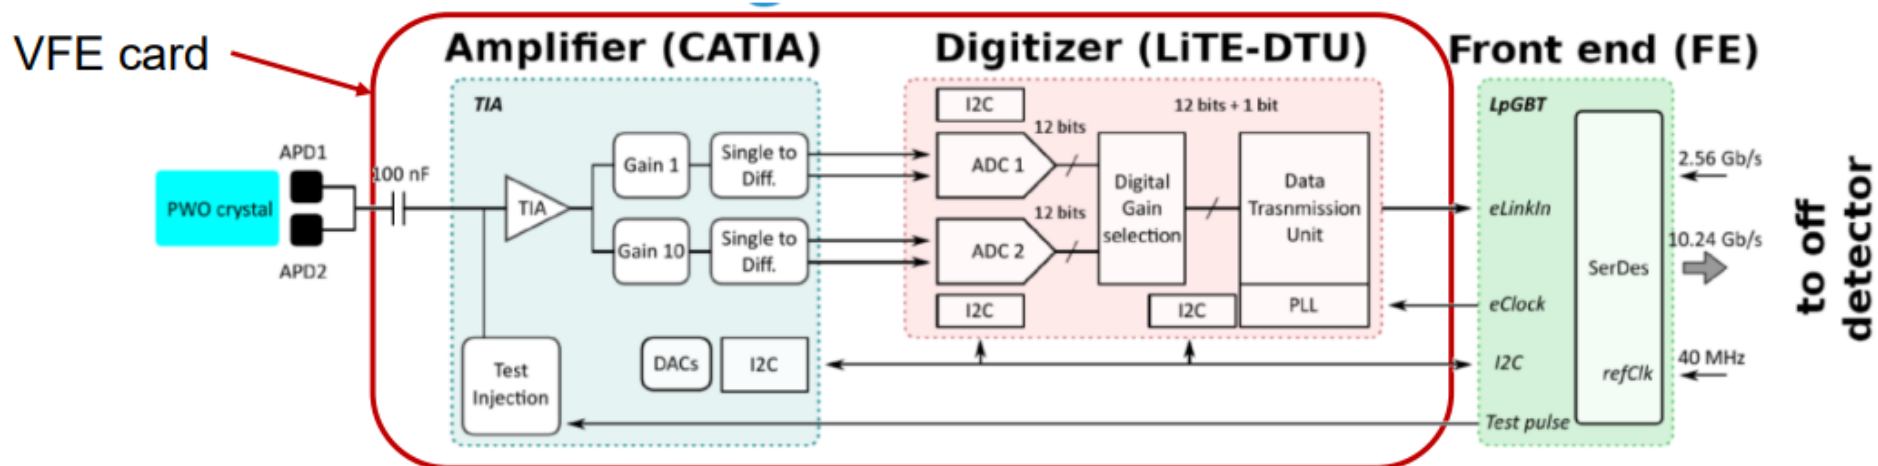 VFE card
Amplifier (CATIA)
Digitizer (LiTE-DTU)
Front end (FE)
TIA
I2C
12 bits + 1 bit
LpGBT
APD1
100 nF
PWO crystal
APD2
TIA
Gain 1
Single to
Diff.
Gain 10
Single to
Diff.
12 bits
ADC 1
12 bits
ADC 2
Digital
Gain
selection
Data
Trasnmission
Unit
I2C
I2C
PLL
eLinkIn
eClock
I2C
Test pulse
SerDes
refClk
2.56 Gb/s
10.24 Gb/s
40 MHz
to off
detector
Test
Injection
DACs
I2C